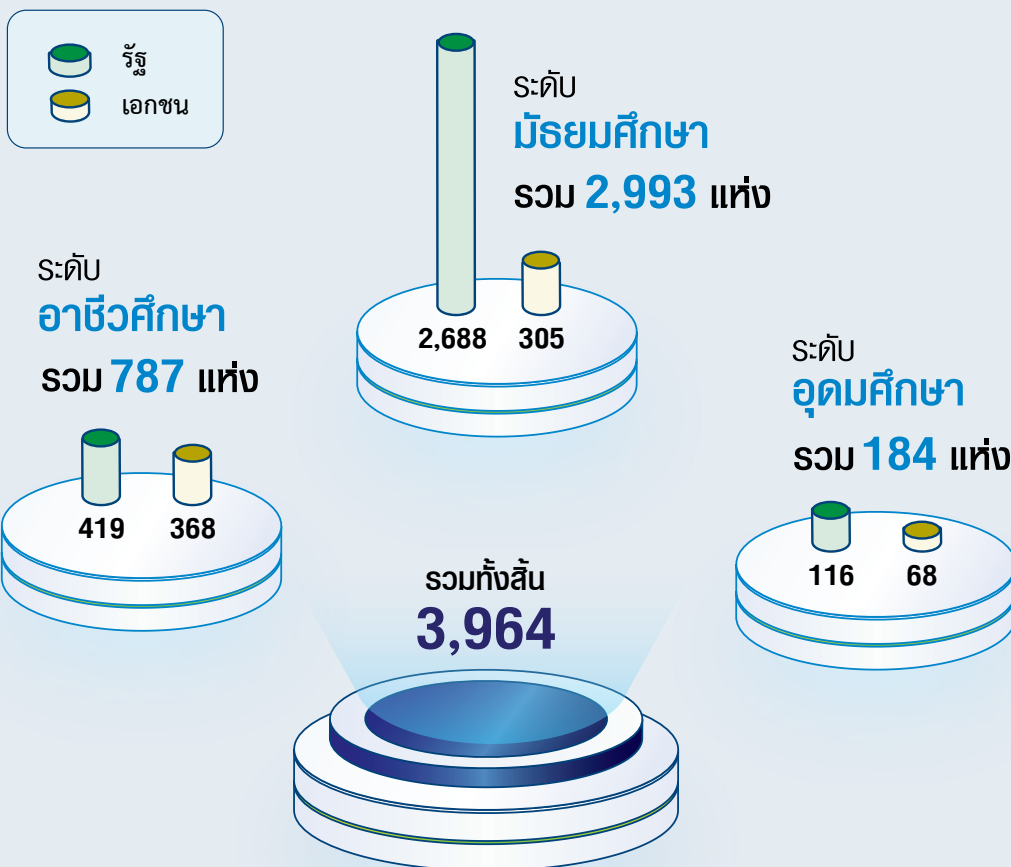 รัฐ
เอกชน
ระดับ
มัธยมศึกษา
รวม 2,993 แห่ง
2,688 305
ระดับ
อาชีวศึกษา
รวม 787 แห่ง
419 368
ระดับ
อุดมศึกษา
รวม 184 แห่ง
116 68
รวมทั้งสิ้น
3,964